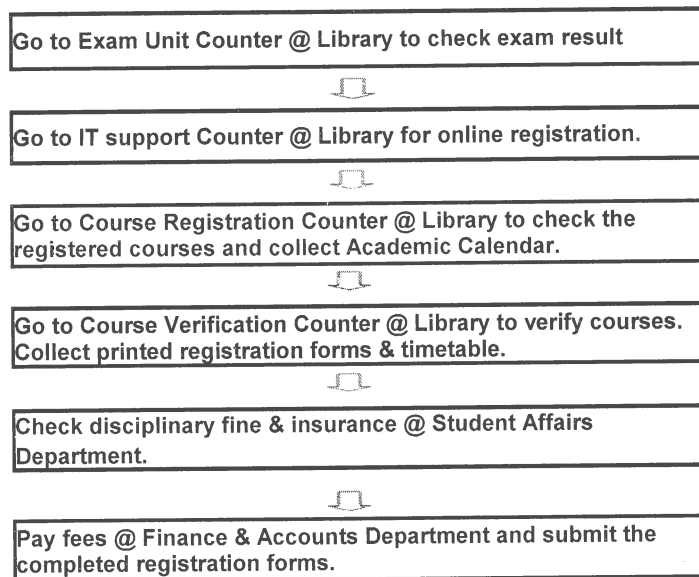 Go to Exam Unit Counter @ Library to check exam result
Go to IT support Counter @ Library for online registration.
Go to Course Registration Counter @ Library to check the
registered courses and collect Academic Calendar.
Go to Course Verification Counter @ Library to verify courses.
Collect printed registration forms & timetable.
Check disciplinary fine & insurance @ Student Affairs
Department.
Pay fees @ Finance & Accounts Department and submit the
completed registration forms.